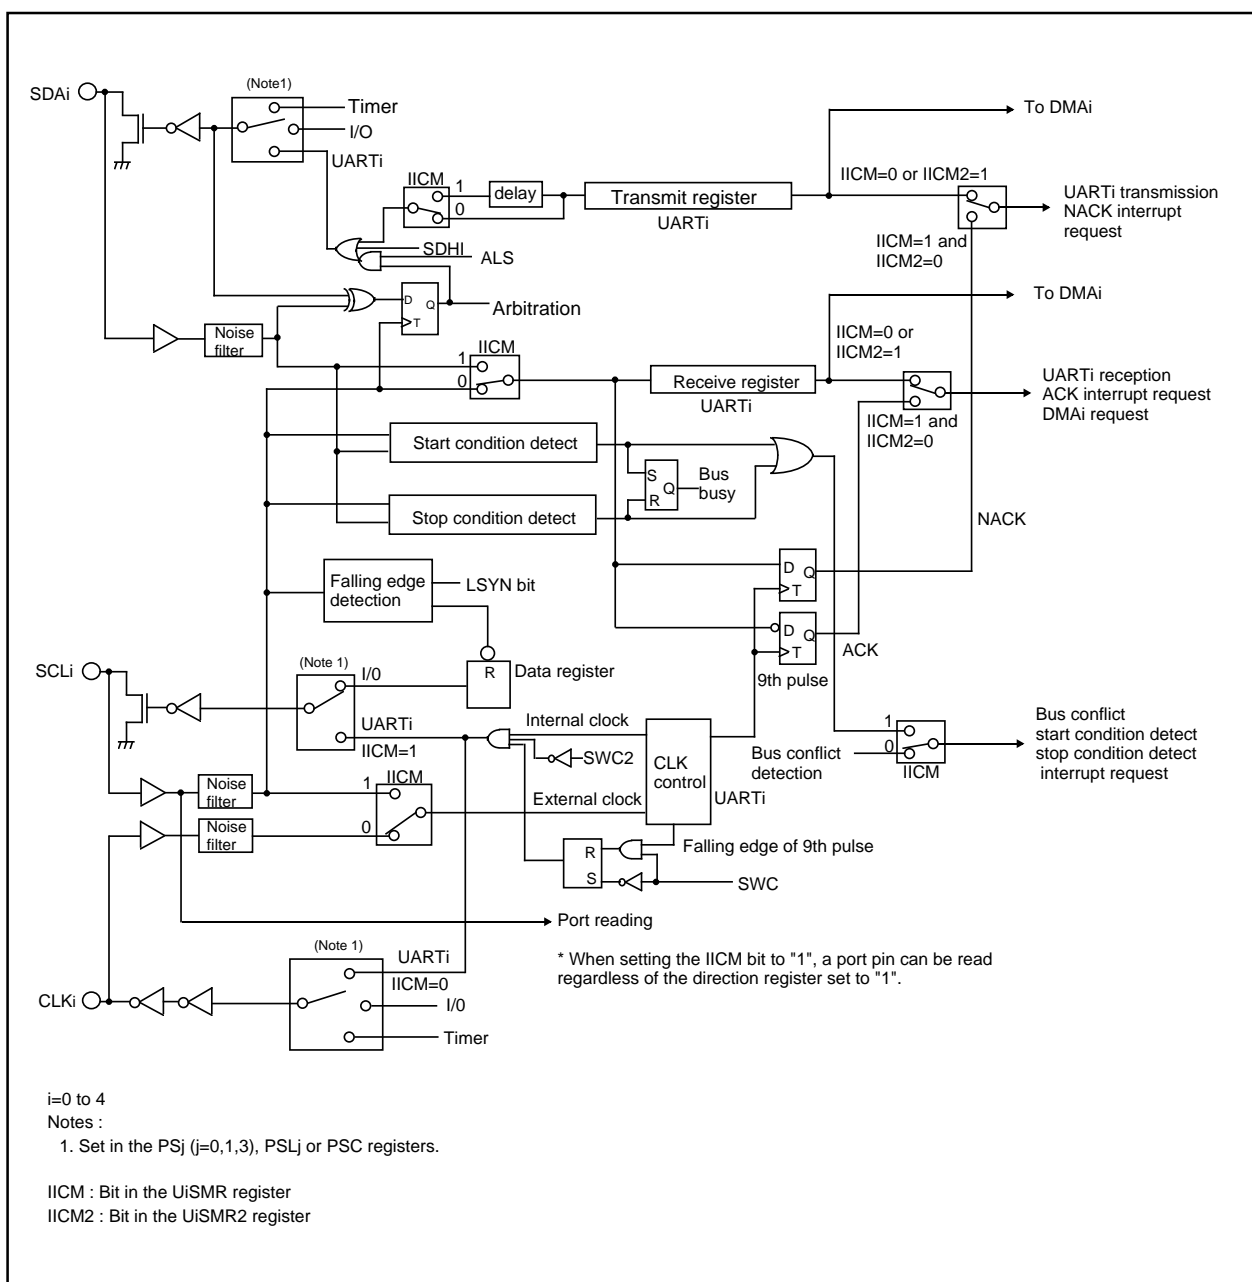 SDAi
(Note1)
Timer
I/O
UARTi
To DMAi
IICM
1
0
delay
Transmit register
UARTi
IICM=0 or IICM2=1
UARTi transmission
NACK interrupt
request
SDHI
ALS
IICM=1 and
IICM2=0
D
Q
T
Arbitration
To DMAi
Noise
filter
IICM
1
0
IICM=0 or
IICM2=1
Receive register
UARTi
UARTi reception
ACK interrupt request
DMAi request
IICM=1 and
IICM2=0
Start condition detect
S
Q
R
Bus
busy
Stop condition detect
NACK
Falling edge
detection
LSYN bit
D
Q
T
D
Q
T
ACK
9th pulse
SCLi
(Note 1)
I/0
R
Data register
UARTi
IICM=1
Internal clock
SWC2
CLK
control
UARTi
Bus conflict
detection
1
0
IICM
Bus conflict
start condition detect
stop condition detect
interrupt request
Noise
filter
1
IICM
External clock
Noise
filter
0
R
S
Falling edge of 9th pulse
SWC
Port reading
(Note 1)
UARTi
* When setting the IICM bit to "1", a port pin can be read
regardless of the direction register set to "1".
CLKi
IICM=0
I/0
Timer
i=0 to 4
Notes :
1. Set in the PSj (j=0,1,3), PSLj or PSC registers.
IICM : Bit in the UiSMR register
IICM2 : Bit in the UiSMR2 register